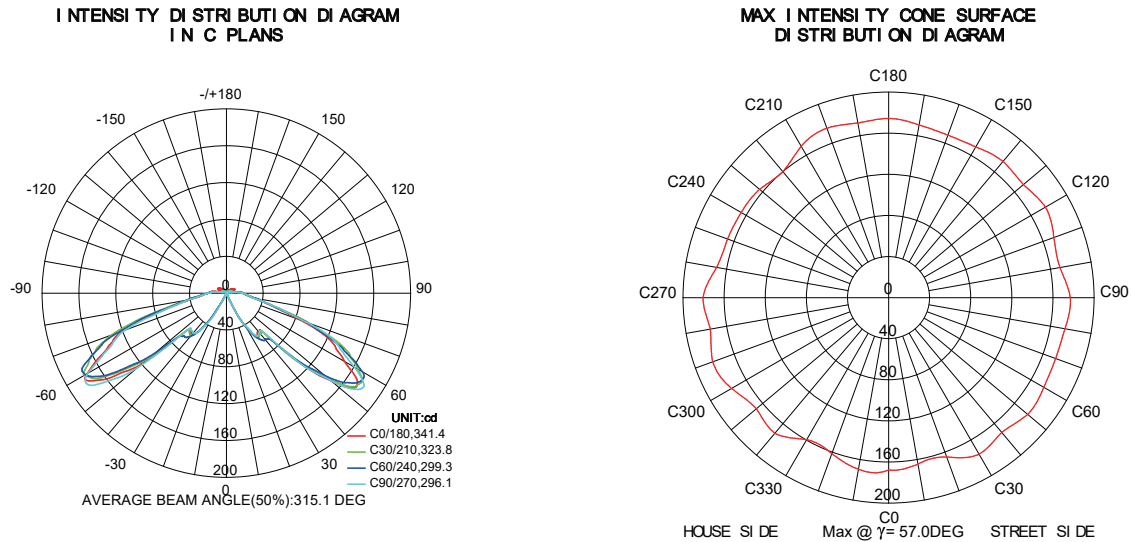 INTENSITY DISTRIBUTION DIAGRAM
IN C PLANS
-/+180
-150
150
-120
120
-90
90
-60
60
-30
30
0
0
40
80
120
160
200
UNIT:cd
C0/180,341.4
C30/210,323.8
C60/240,299.3
C90/270,296.1
AVERAGE BEAM ANGLE(50%):315.1 DEG
MAX INTENSITY CONE SURFACE
DISTRIBUTION DIAGRAM
C180
C210
C150
C240
C120
C270
C90
C300
C60
C330
C30
C0
0
40
80
120
160
200
HOUSE SIDE Max @ γ= 57.0DEG STREET SIDE